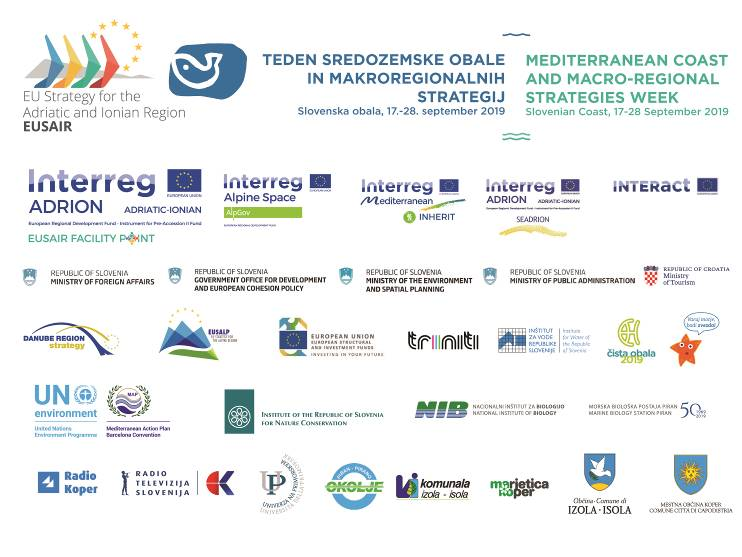 EU Strategy for the
Adriatic and Ionian Region
EUSAIR
TEDEN SREDOZEMSKE OBALE
IN MAKROREGIONALNIH
STRATEGIJ
Slovenska obala, 17.-28. september 2019
MEDITERRANEAN COAST
AND MACRO-REGIONAL
STRATEGIES WEEK
Slovenian Coast, 17-28 September 2019
Interreg
EUROPEAN UNION
ADRION ADRIATIC-IONIAN
European Regional Development Fund - Instrument for Pre-Accession II Fund
EUSAIR FACILITY POINT
Interreg
EUROPEAN UNION
Alpine Space
AlpGov
EUROPEAN REGIONAL DEVELOPMENT FUND
Interreg
EUROPEAN UNION
Mediterranean
INHERIT
Interreg
EUROPEAN UNION
ADRION ADRIATIC-IONIAN
European Regional Development Fund - Instrument for Pre-Accession II Fund
SEADRION
INTERact
EUROPEAN UNION
REPUBLIC OF SLOVENIA
MINISTRY OF FOREIGN AFFAIRS
REPUBLIC OF SLOVENIA
GOVERNMENT OFFICE FOR DEVELOPMENT
AND EUROPEAN COHESION POLICY
REPUBLIC OF SLOVENIA
MINISTRY OF THE ENVIRONMENT
AND SPATIAL PLANNING
REPUBLIC OF SLOVENIA
MINISTRY OF PUBLIC ADMINISTRATION
REPUBLIC OF CROATIA
Ministry
of Tourism
DANUBE REGION
strategy
EUSALP
EU STRATEGY FOR
THE ALPINE REGION
EUROPEAN UNION
EUROPEAN STRUCTURAL
AND INVESTMENT FUNDS
INVESTING IN YOUR FUTURE
triiniti
INŠTITUT
ZA VODE
REPUBLIKE
SLOVENIJE
Institute
for Water of
the Republic
of Slovenia
čista obala
2019
Varuj morje,
bodi zvezda!
UN
environment
United Nations
Environment Programme
MAP
Mediterranean Action Plan
Barcelona Convention
INSTITUTE OF THE REPUBLIC OF SLOVENIA
FOR NATURE CONSERVATION
NIB
NACIONALNI INŠTITUT ZA BIOLOGIJO
NATIONAL INSTITUTE OF BIOLOGY
MORSKA BIOLOŠKA POSTAJA PIRAN
MARINE BIOLOGY STATION PIRAN
50 1969
2019
Radio
Koper
RADIO
TELEVIZIJA
SLOVENIJA
UP
UNIVERZA NA PRIMORSKEM
PIRAN - PIRANO
OKOLJE
komunala
izola - isola
marjetica
koper
Občina - Comune di
IZOLA - ISOLA
MESTNA OBČINA KOPER
COMUNE CITTÀ DI CAPODISTRIA